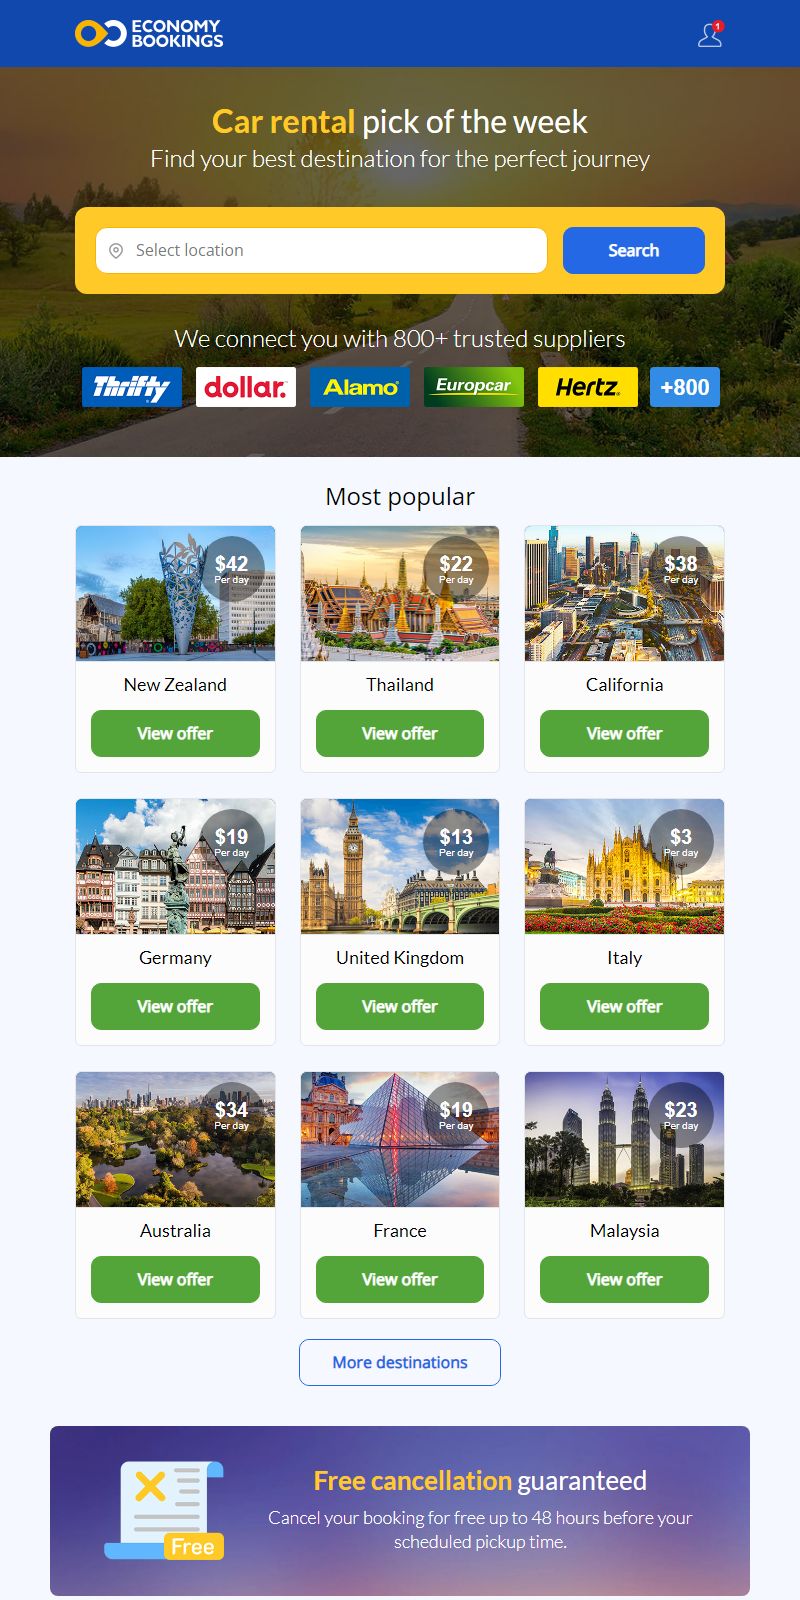 ECONOMY
BOOKINGS
1
Car rental pick of the week
Find your best destination for the perfect journey
Select location
Search
We connect you with 800+ trusted suppliers
Thrifty dollar. Alamo Europcar Hertz +800
Most popular
$42
Per day
New Zealand
View offer
$22
Per day
Thailand
View offer
$38
Per day
California
View offer
$19
Per day
Germany
View offer
$13
Per day
United Kingdom
View offer
$3
Per day
Italy
View offer
$34
Per day
Australia
View offer
$19
Per day
France
View offer
$23
Per day
Malaysia
View offer
More destinations
Free
Free cancellation guaranteed
Cancel your booking for free up to 48 hours before your
scheduled pickup time.